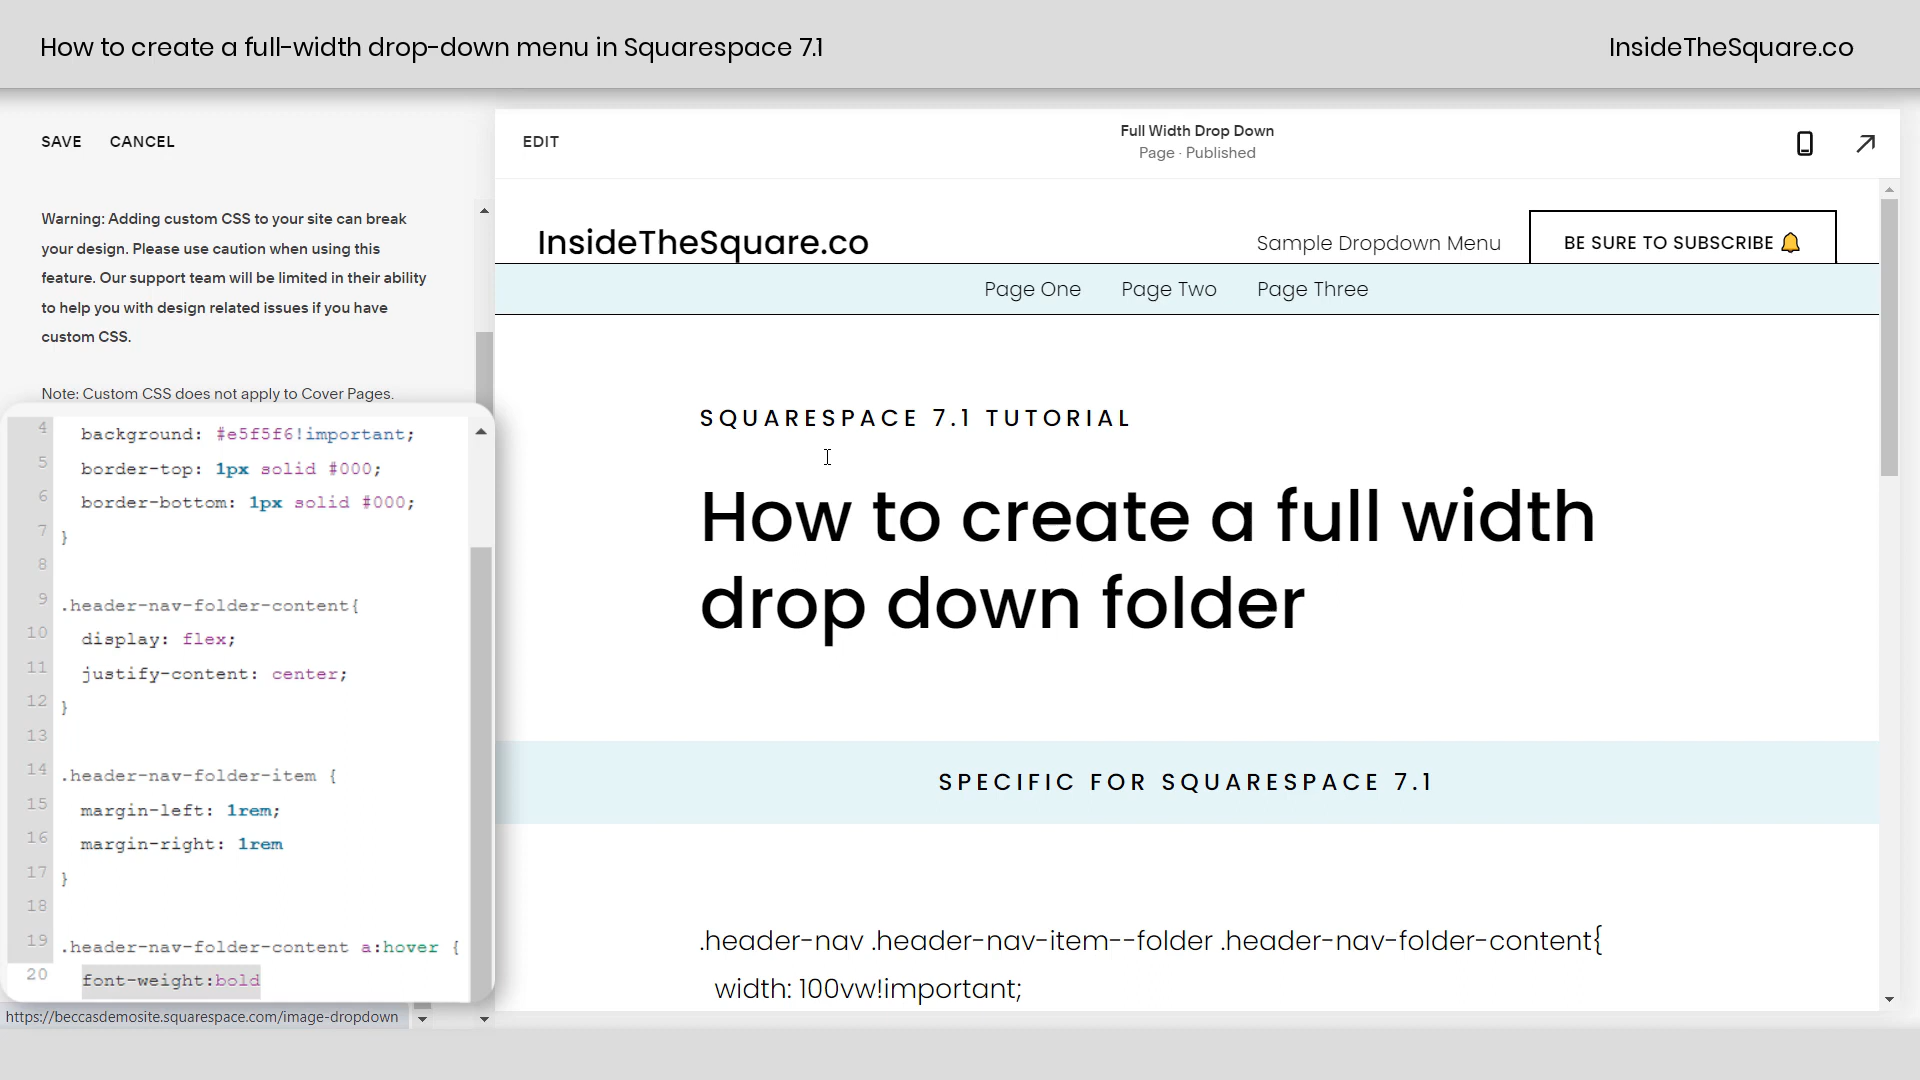 How to create a full-width drop-down menu in Squarespace 7.1
InsideTheSquare.co
SAVE CANCEL
Warning: Adding custom CSS to your site can break
your design. Please use caution when using this
feature. Our support team will be limited in their ability
to help you with design related issues if you have
custom CSS.
Note: Custom CSS does not apply to Cover Pages.
4 background: #e5f5f6!important;
5 border-top: 1px solid #000;
6 border-bottom: 1px solid #000;
7 }
8
9 .header-nav-folder-content{
10 display: flex;
11 justify-content: center;
12 }
13
14 .header-nav-folder-item {
15 margin-left: 1rem;
16 margin-right: 1rem
17 }
18
19 .header-nav-folder-content a:hover {
20 font-weight:bold
https://beccasdemosite.squarespace.com/image-dropdown
EDIT
Full Width Drop Down
Page · Published
InsideTheSquare.co
Sample Dropdown Menu
BE SURE TO SUBSCRIBE 🔔
Page One Page Two Page Three
SQUARESPACE 7.1 TUTORIAL
How to create a full width
drop down folder
SPECIFIC FOR SQUARESPACE 7.1
.header-nav .header-nav-item--folder .header-nav-folder-content{
width: 100vw!important;